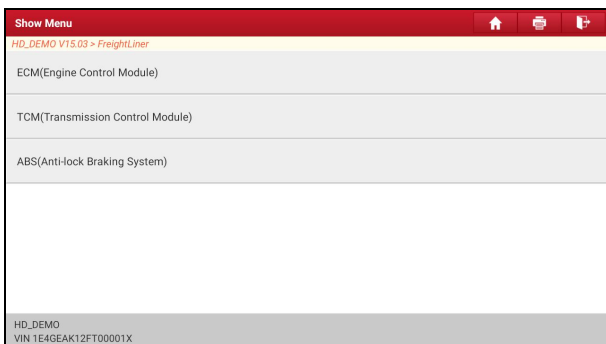 Show Menu
HD_DEMO V15.03 > FreightLiner
ECM(Engine Control Module)
TCM(Transmission Control Module)
ABS(Anti-lock Braking System)
HD_DEMO
VIN 1E4GEAK12FT00001X